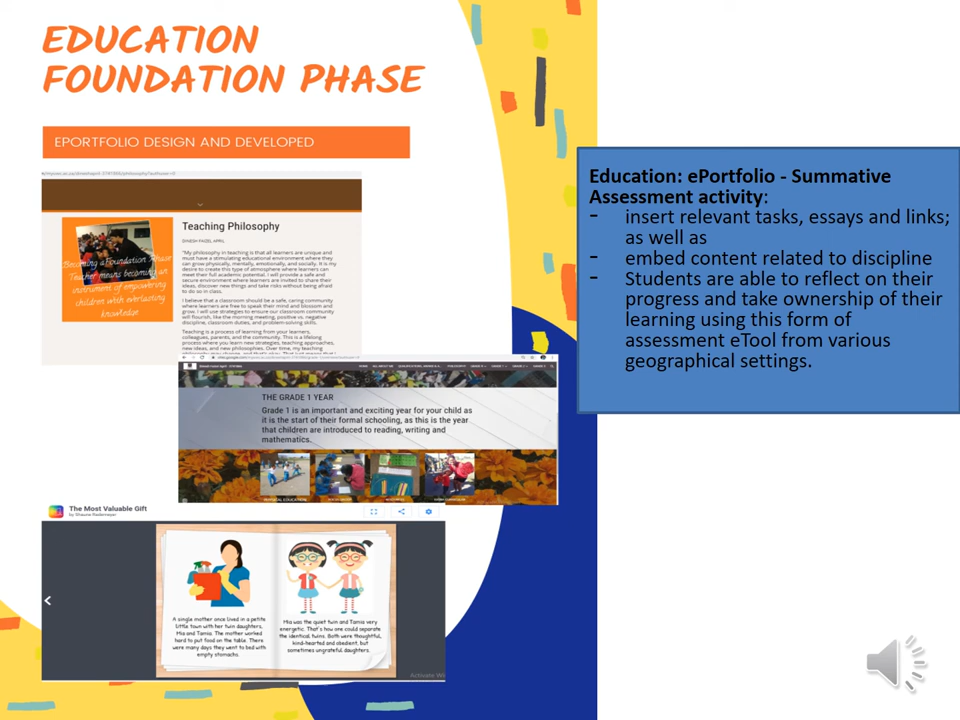 EDUCATION
FOUNDATION PHASE
EPORTFOLIO DESIGN AND DEVELOPED
Teaching Philosophy
"My philosophy in teaching is that all learners are unique and
must have a stimulating educational environment where they
can grow physically, mentally, emotionally, and socially. It is my
desire to create this type of atmosphere where learners can
meet their full academic potential. I will provide a safe and
secure environment where learners are invited to share their
ideas, discover new things and take risks without being afraid
to do so in class.
I believe that a classroom should be a safe, caring community
where learners are free to speak their mind and blossom and
grow. I will use strategies to ensure our classroom community
will flourish, like the morning meeting, positive vs. negative
discipline, classroom duties, and problem-solving skills.
Teaching is a process of learning from your learners,
colleagues, parents, and the community. This is a lifelong
process where you learn new strategies, teaching approaches,
new ideas, and new philosophies. Over time, my teaching
Becoming a Foundation Phase
Teacher means becoming an
instrument of empowering
children with everlasting
knowledge
THE GRADE 1 YEAR
Grade 1 is an important and exciting year for your child as
it is the start of their formal schooling, as this is the year
that children are introduced to reading, writing and
mathematics.
The Most Valuable Gift
by Shauna Rademeyer
A single mother once lived in a petite
little town with her twin daughters,
Mia and Tamia. The mother worked
hard to put food on the table. There
were many days they went to bed with
empty stomachs.
Mia was the quiet twin and Tamia very
energetic. That's how one could separate
the identical twins. Both were thoughtful,
kind-hearted and obedient, but
sometimes ungrateful daughters.
Activate Wi
Education: ePortfolio - Summative
Assessment activity:
- insert relevant tasks, essays and links;
as well as
- embed content related to discipline
- Students are able to reflect on their
progress and take ownership of their
learning using this form of
assessment eTool from various
geographical settings.